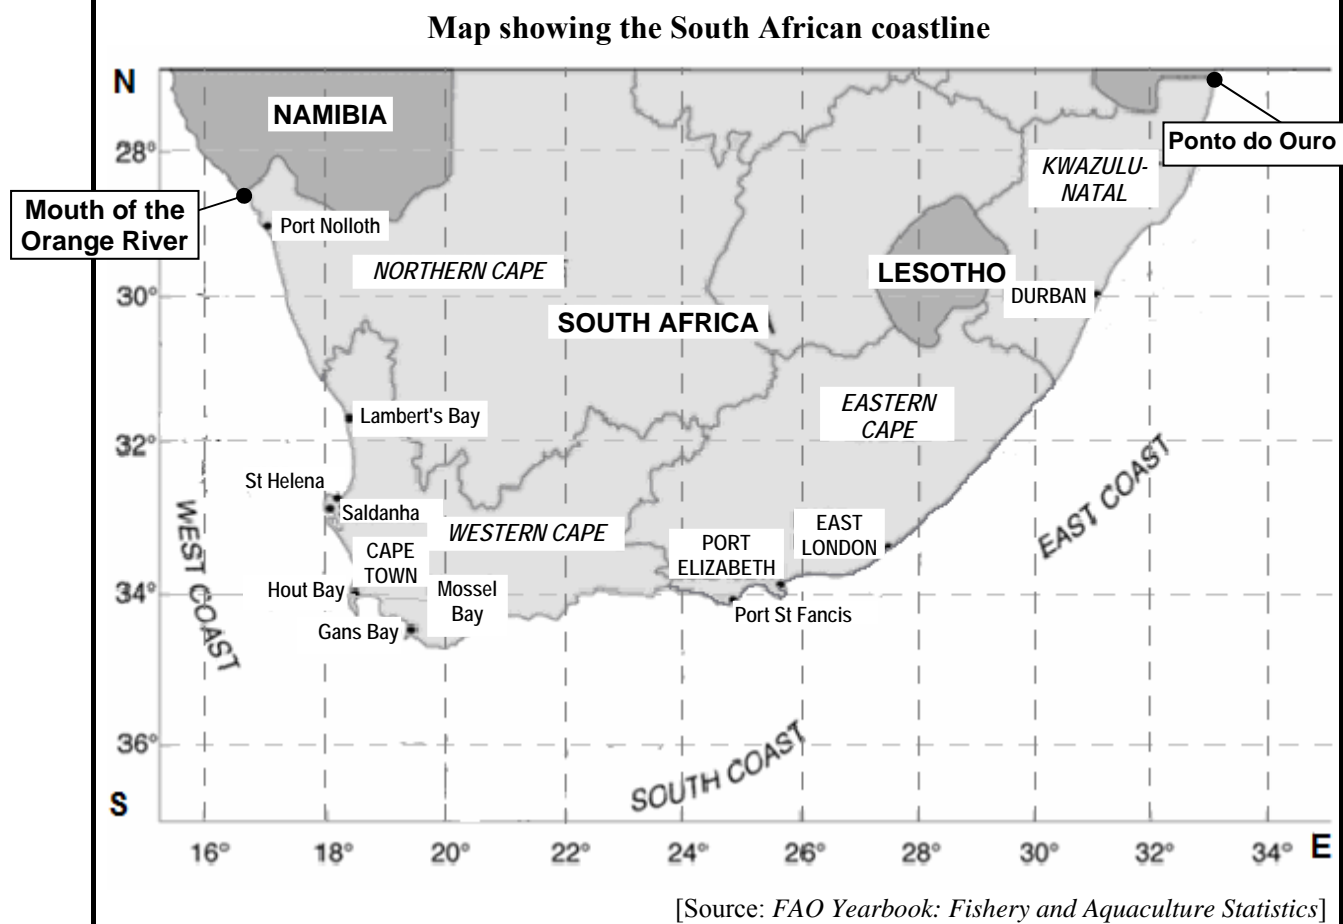 Map showing the South African coastline
N
NAMIBIA
Ponto do Ouro
28°
KWAZULU-
NATAL
Mouth of the
Orange River
Port Nolloth
NORTHERN CAPE
LESOTHO
30°
DURBAN
SOUTH AFRICA
Lambert's Bay
EASTERN
CAPE
32°
St Helena
Saldanha
WESTERN CAPE
EAST
LONDON
PORT
ELIZABETH
CAPE
TOWN
Hout Bay
Mossel
Bay
34°
Port St Fancis
Gans Bay
WEST COAST
EAST COAST
SOUTH COAST
36°
S
16° 18° 20° 22° 24° 26° 28° 30° 32° 34° E
[Source: FAO Yearbook: Fishery and Aquaculture Statistics]